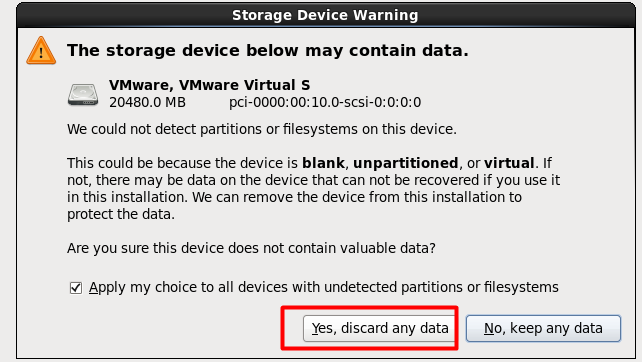 Storage Device Warning
The storage device below may contain data.
VMware, VMware Virtual S
20480.0 MB pci-0000:00:10.0-scsi-0:0:0:0
We could not detect partitions or filesystems on this device.
This could be because the device is blank, unpartitioned, or virtual. If
not, there may be data on the device that can not be recovered if you use it
in this installation. We can remove the device from this installation to
protect the data.
Are you sure this device does not contain valuable data?
Apply my choice to all devices with undetected partitions or filesystems
Yes, discard any data No, keep any data